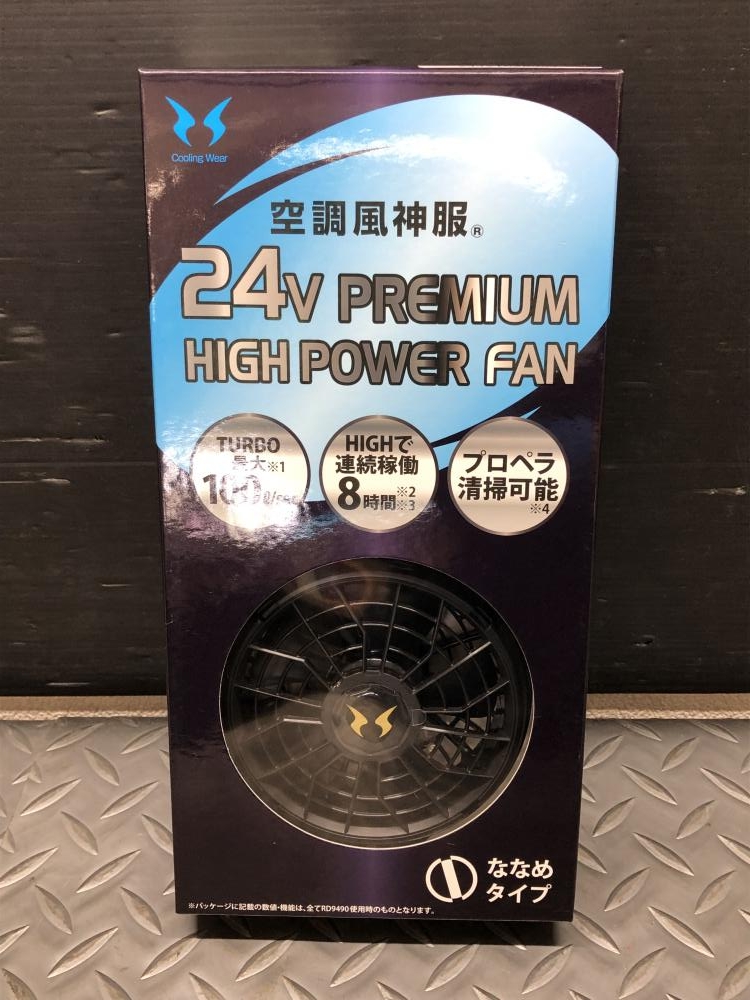 Cooling Wear
空調風神服®
24V PREMIUM
HIGH POWER FAN
TURBO
最大※1
HIGHで
連続稼働
8時間※2
※3
プロペラ
清掃可能
※4
ななめ
タイプ
※パッケージに記載の数値・機能は、全てRD9490使用時のものとなります。